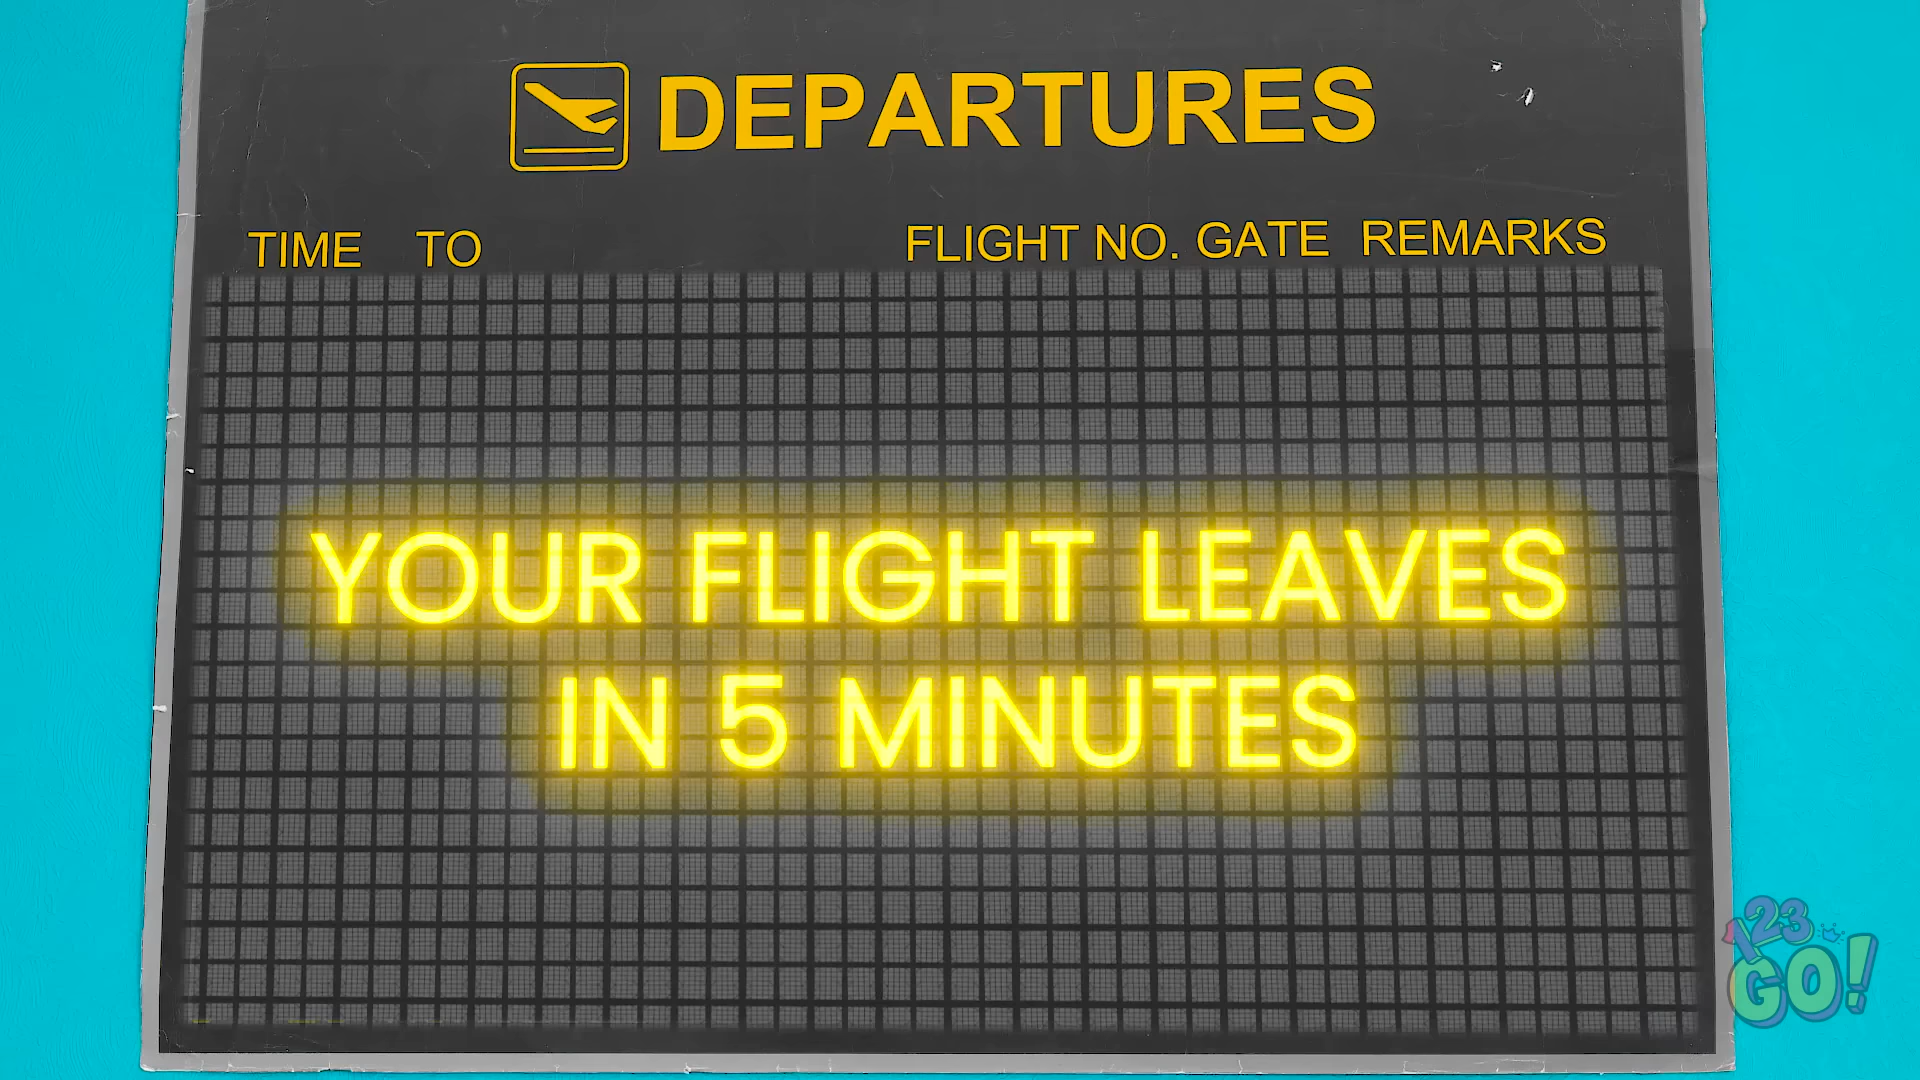 DEPARTURES
TIME TO FLIGHT NO. GATE REMARKS
YOUR FLIGHT LEAVES
IN 5 MINUTES
123
GO!